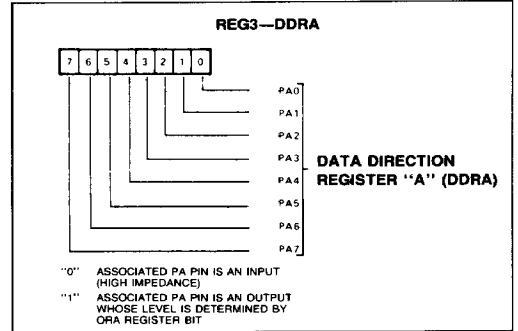 REG3—DDRA
7 6 5 4 3 2 1 0
PA0
PA1
PA2
PA3
PA4
PA5
PA6
PA7
DATA DIRECTION
REGISTER "A" (DDRA)
"0" ASSOCIATED PA PIN IS AN INPUT
(HIGH IMPEDANCE)
"1" ASSOCIATED PA PIN IS AN OUTPUT
WHOSE LEVEL IS DETERMINED BY
ORA REGISTER BIT